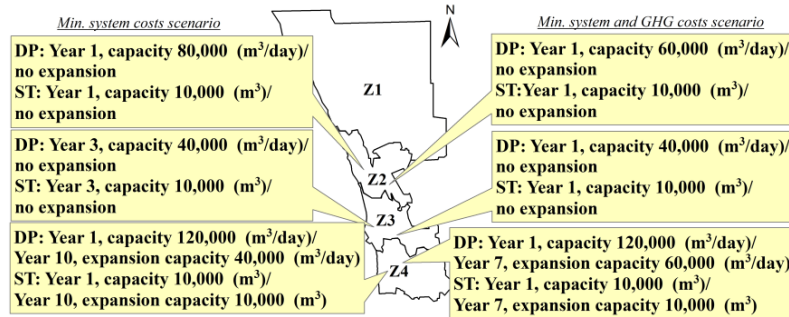 Min. system costs scenario
DP: Year 1, capacity 80,000 (m³/day)/
no expansion
ST: Year 1, capacity 10,000 (m³)/
no expansion
DP: Year 3, capacity 40,000 (m³/day)/
no expansion
ST: Year 3, capacity 10,000 (m³)/
no expansion
DP: Year 1, capacity 120,000 (m³/day)/
Year 10, expansion capacity 40,000 (m³/day)
ST: Year 1, capacity 10,000 (m³)/
Year 10, expansion capacity 10,000 (m³)
N
Z1
Z2
Z3
Z4
Min. system and GHG costs scenario
DP: Year 1, capacity 60,000 (m³/day)/
no expansion
ST:Year 1, capacity 10,000 (m³)/
no expansion
DP: Year 1, capacity 40,000 (m³/day)/
no expansion
ST: Year 1, capacity 10,000 (m³)/
no expansion
DP: Year 1, capacity 120,000 (m³/day)/
Year 7, expansion capacity 60,000 (m³/day)
ST: Year 1, capacity 10,000 (m³)/
Year 7, expansion capacity 10,000 (m³)